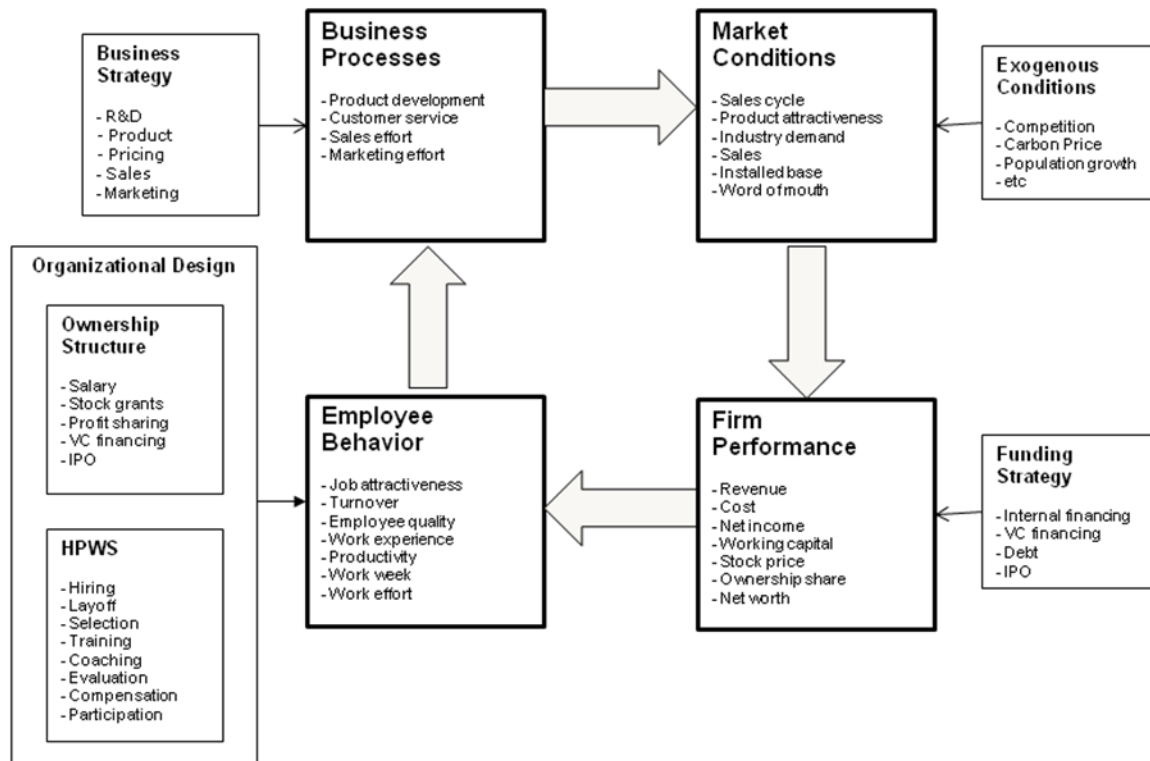 Business
Strategy
- R&D
- Product
- Pricing
- Sales
- Marketing
Business
Processes
- Product development
- Customer service
- Sales effort
- Marketing effort
Market
Conditions
- Sales cycle
- Product attractiveness
- Industry demand
- Sales
- Installed base
- Word of mouth
Exogenous
Conditions
- Competition
- Carbon Price
- Population growth
- etc
Organizational Design
Ownership
Structure
- Salary
- Stock grants
- Profit sharing
- VC financing
- IPO
HPWS
- Hiring
- Layoff
- Selection
- Training
- Coaching
- Evaluation
- Compensation
- Participation
Employee
Behavior
- Job attractiveness
- Turnover
- Employee quality
- Work experience
- Productivity
- Work week
- Work effort
Firm
Performance
- Revenue
- Cost
- Net income
- Working capital
- Stock price
- Ownership share
- Net worth
Funding
Strategy
- Internal financing
- VC financing
- Debt
- IPO